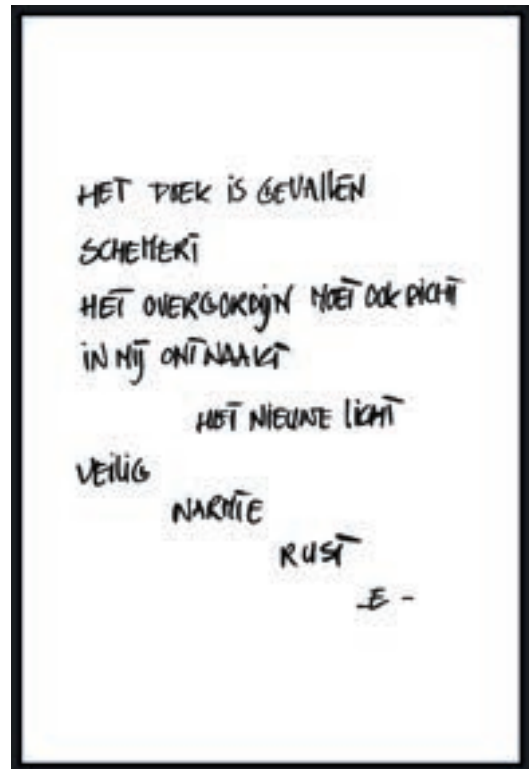 HET DOEK IS GEVALLEN
SCHEMERT
HET OVERGORDIJN MOET OOK DICHT
IN MIJ ONTWAAKT
HET NIEUWE LICHT
VEILIG
WARMTE
RUST
-E-